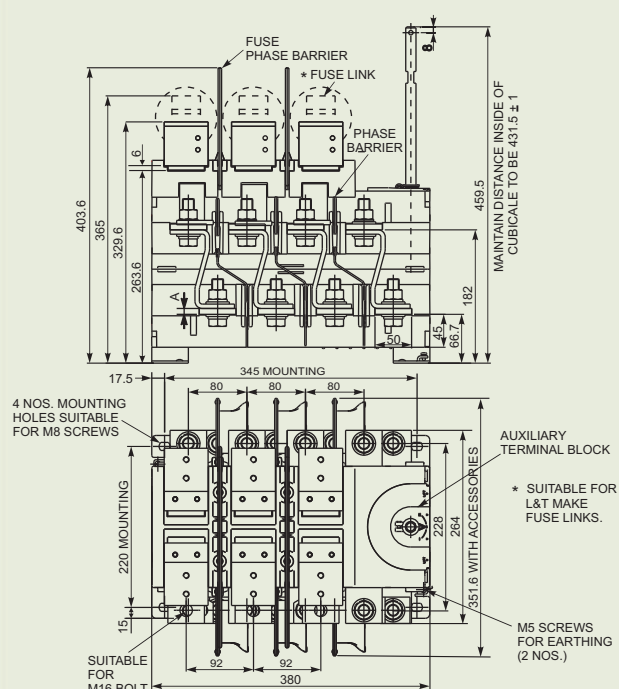 FUSE
PHASE BARRIER
* FUSE LINK
PHASE
BARRIER
8
6
403.6
365
329.6
263.6
A
459.5
MAINTAIN DISTANCE INSIDE OF
CUBICALE TO BE 431.5 ± 1
182
50
45
66.7
17.5
345 MOUNTING
80
80
80
4 NOS. MOUNTING
HOLES SUITABLE
FOR M8 SCREWS
AUXILIARY
TERMINAL BLOCK
* SUITABLE FOR
L&T MAKE
FUSE LINKS.
220 MOUNTING
15
228
264
351.6 WITH ACCESSORIES
M5 SCREWS
FOR EARTHING
(2 NOS.)
SUITABLE
FOR
M16 BOLT
92
92
380